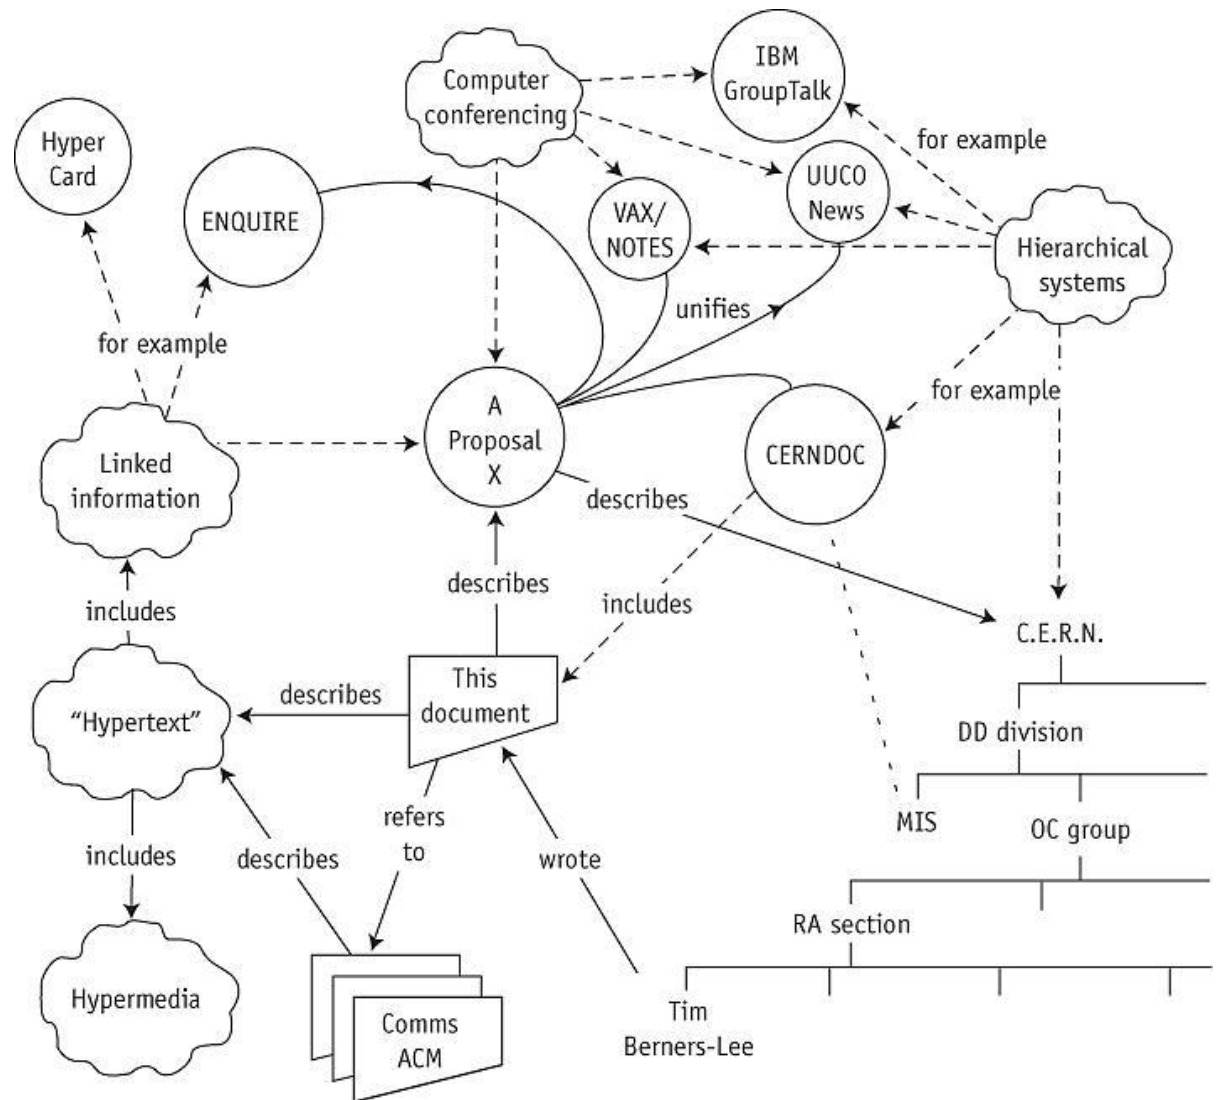 Computer
conferencing
IBM
GroupTalk
Hyper
Card
for example
UUCO
News
ENQUIRE
VAX/
NOTES
Hierarchical
systems
unifies
for example
for example
A
Proposal
X
CERNDOC
Linked
information
describes
describes
includes
includes
C.E.R.N.
This
document
describes
"Hypertext"
DD division
refers
to
MIS
OC group
includes
describes
wrote
RA section
Hypermedia
Comms
ACM
Tim
Berners-Lee